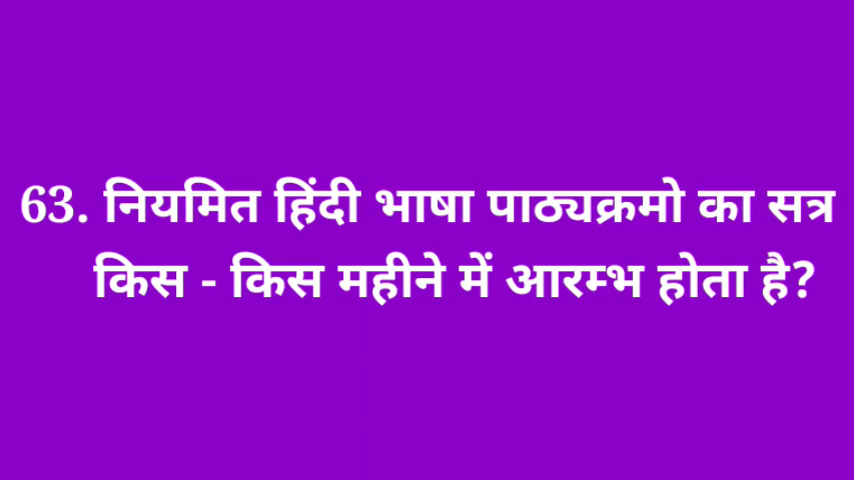 63. नियमित हिंदी भाषा पाठ्यक्रमो का सत्र
किस - किस महीने में आरम्भ होता है?